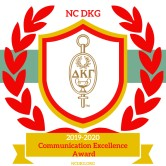 NC DKG
ΔΚΓ
2019-2020
Communication Excellence
Award